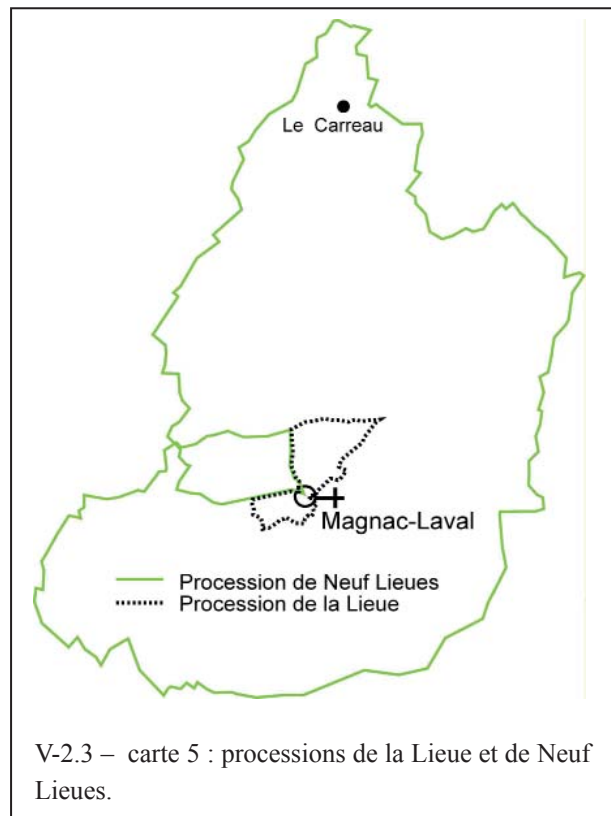 Le Carreau
Magnac-Laval
Procession de Neuf Lieues
Procession de la Lieue
V-2.3 – carte 5 : processions de la Lieue et de Neuf
Lieues.